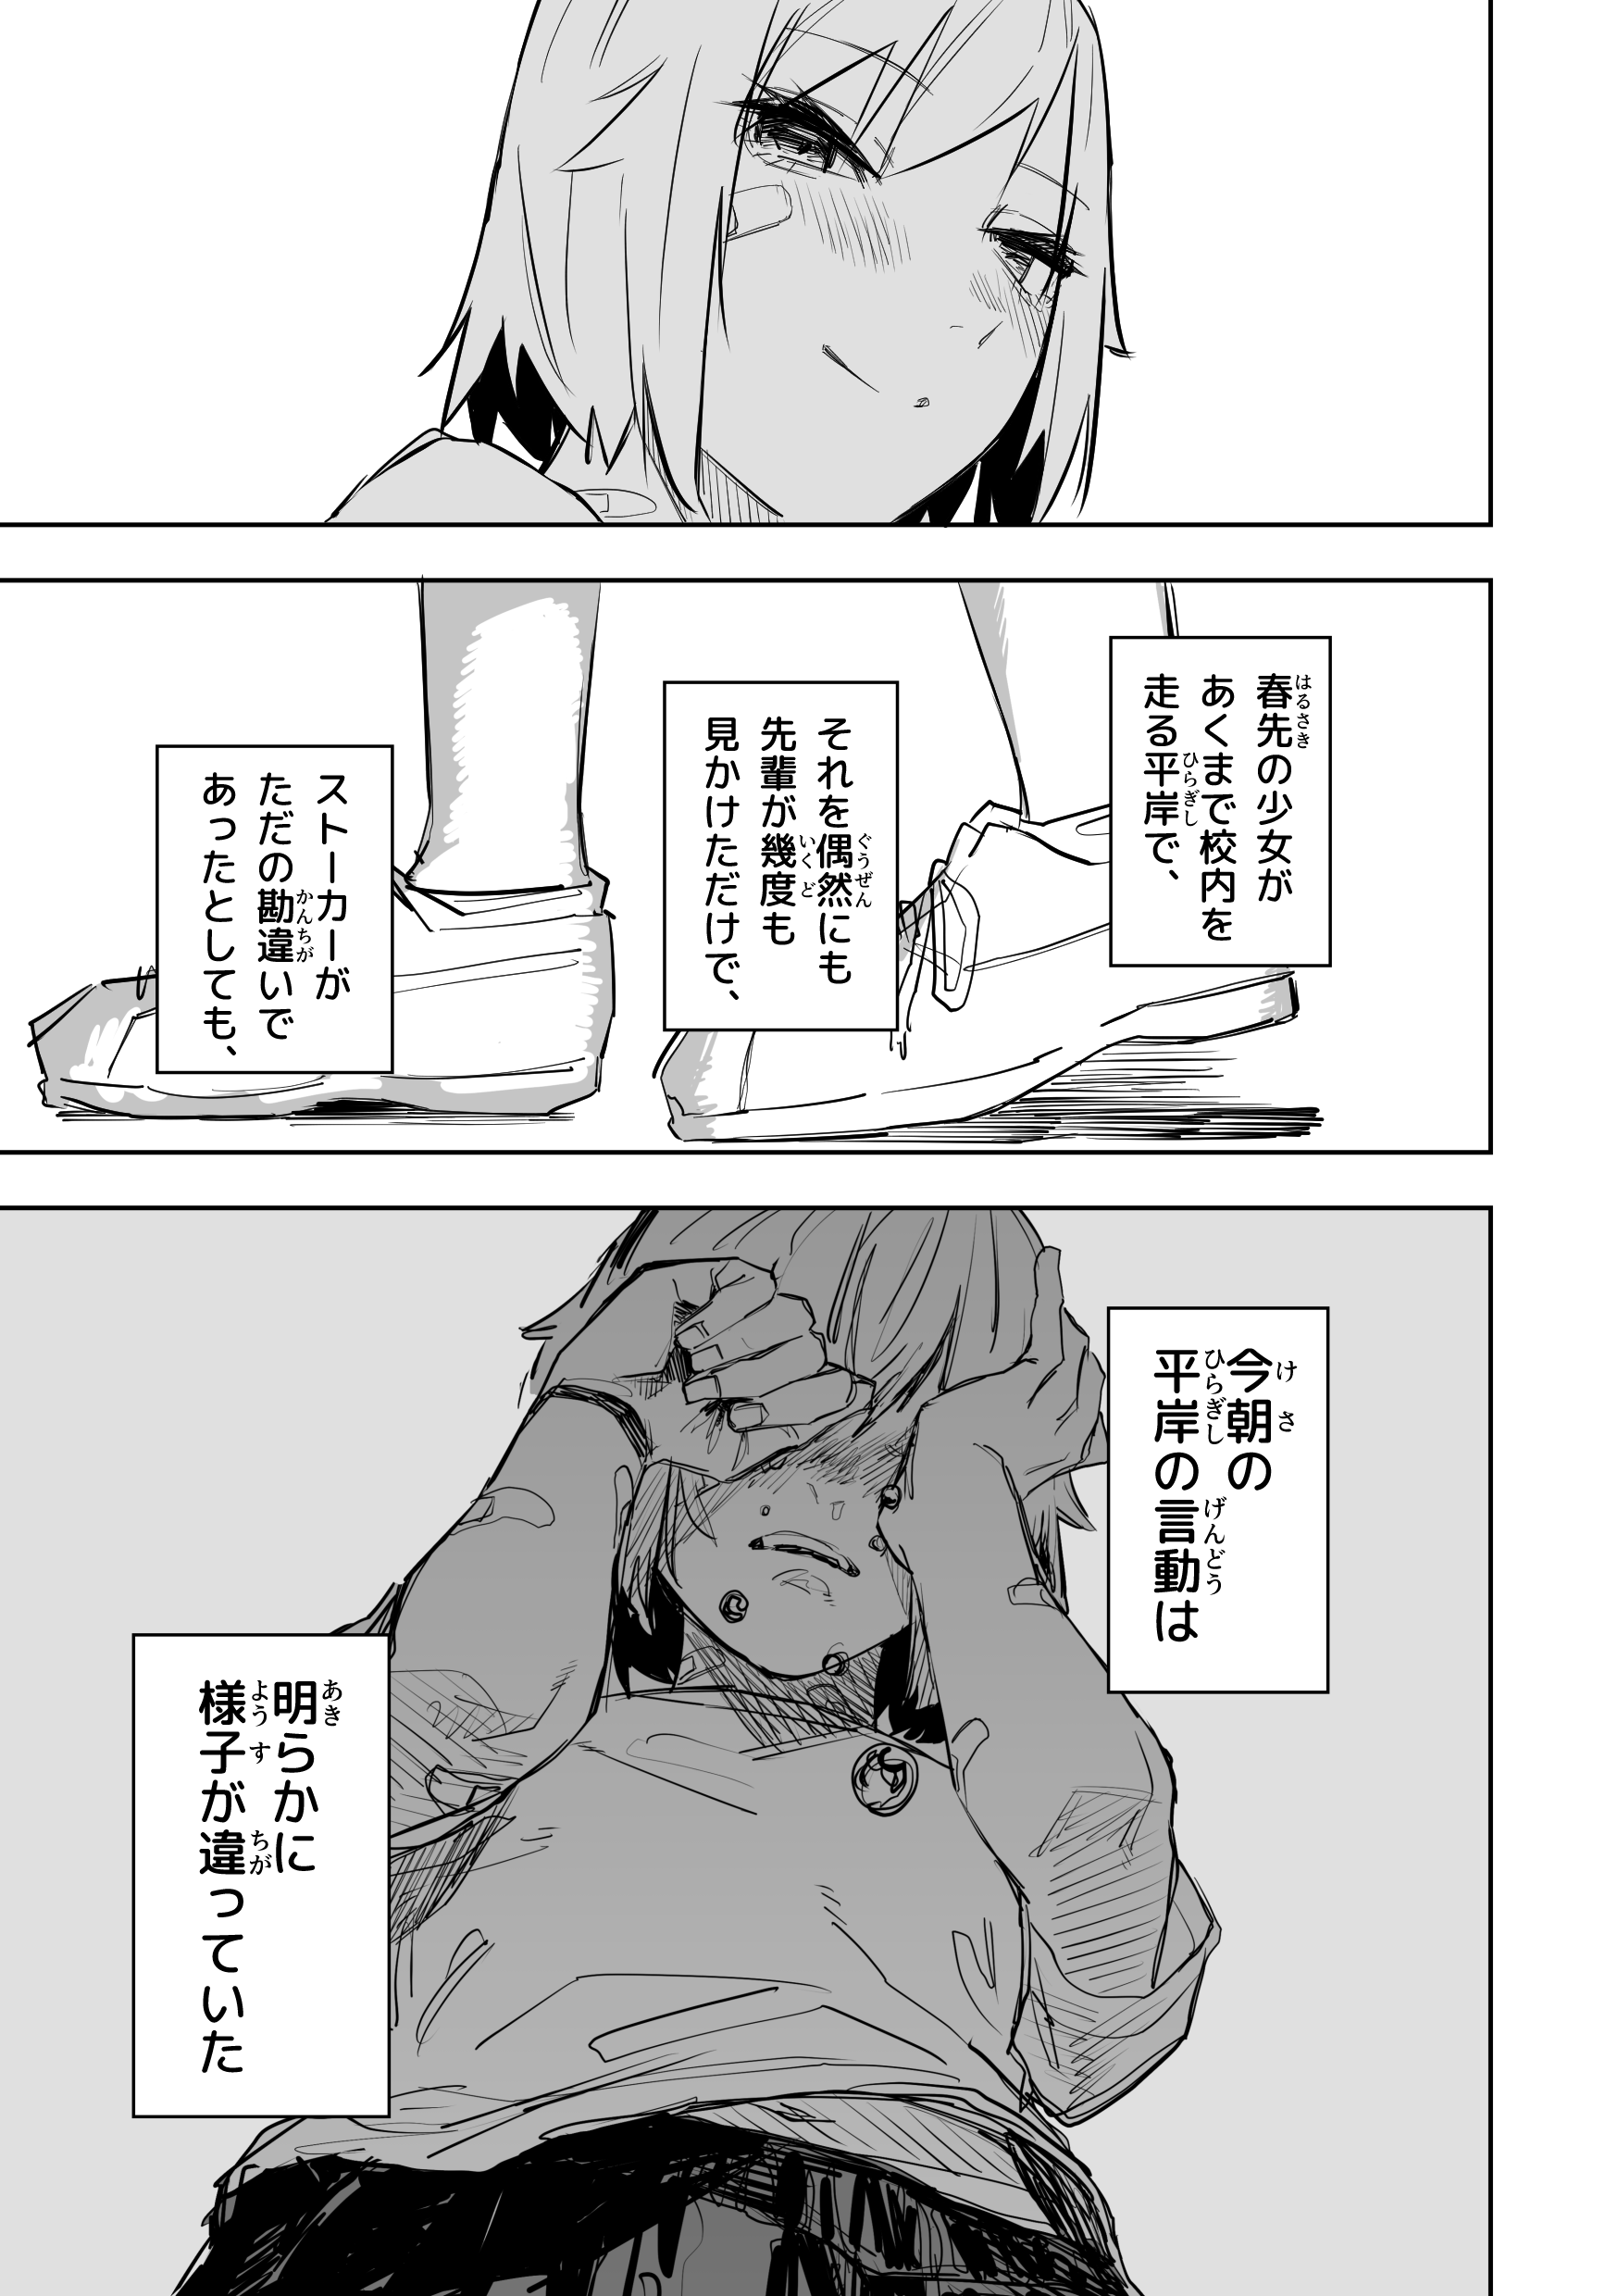 春先の少女が
あくまで校内を
走る平岸で、
それを偶然にも
先輩が幾度も
見かけただけで、
ストーカーが
ただの勘違いで
あったとしても、
今朝の
平岸の言動は
明らかに
様子が違っていた